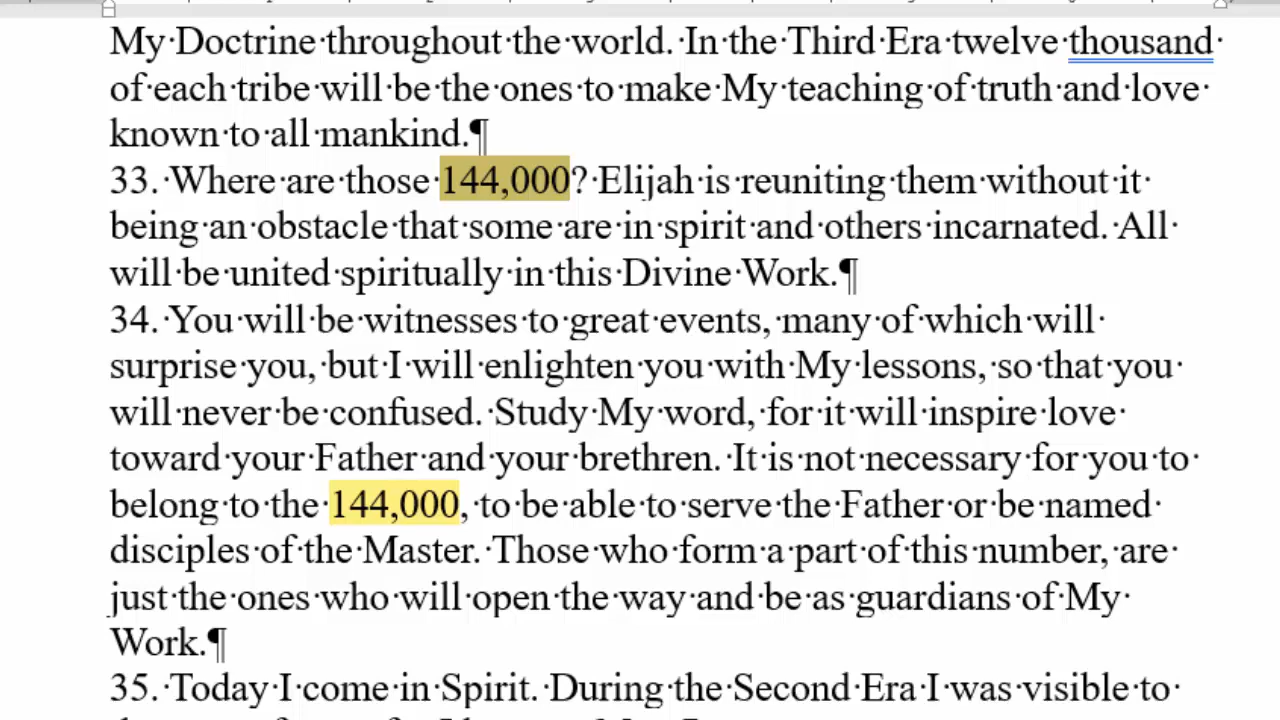 My Doctrine throughout the world. In the Third Era twelve thousand
of each tribe will be the ones to make My teaching of truth and love
known to all mankind.¶
33. Where are those 144,000? Elijah is reuniting them without it
being an obstacle that some are in spirit and others incarnated. All
will be united spiritually in this Divine Work.¶
34. You will be witnesses to great events, many of which will
surprise you, but I will enlighten you with My lessons, so that you
will never be confused. Study My word, for it will inspire love
toward your Father and your brethren. It is not necessary for you to
belong to the 144,000, to be able to serve the Father or be named
disciples of the Master. Those who form a part of this number, are
just the ones who will open the way and be as guardians of My
Work.¶
35. Today I come in Spirit. During the Second Era I was visible to